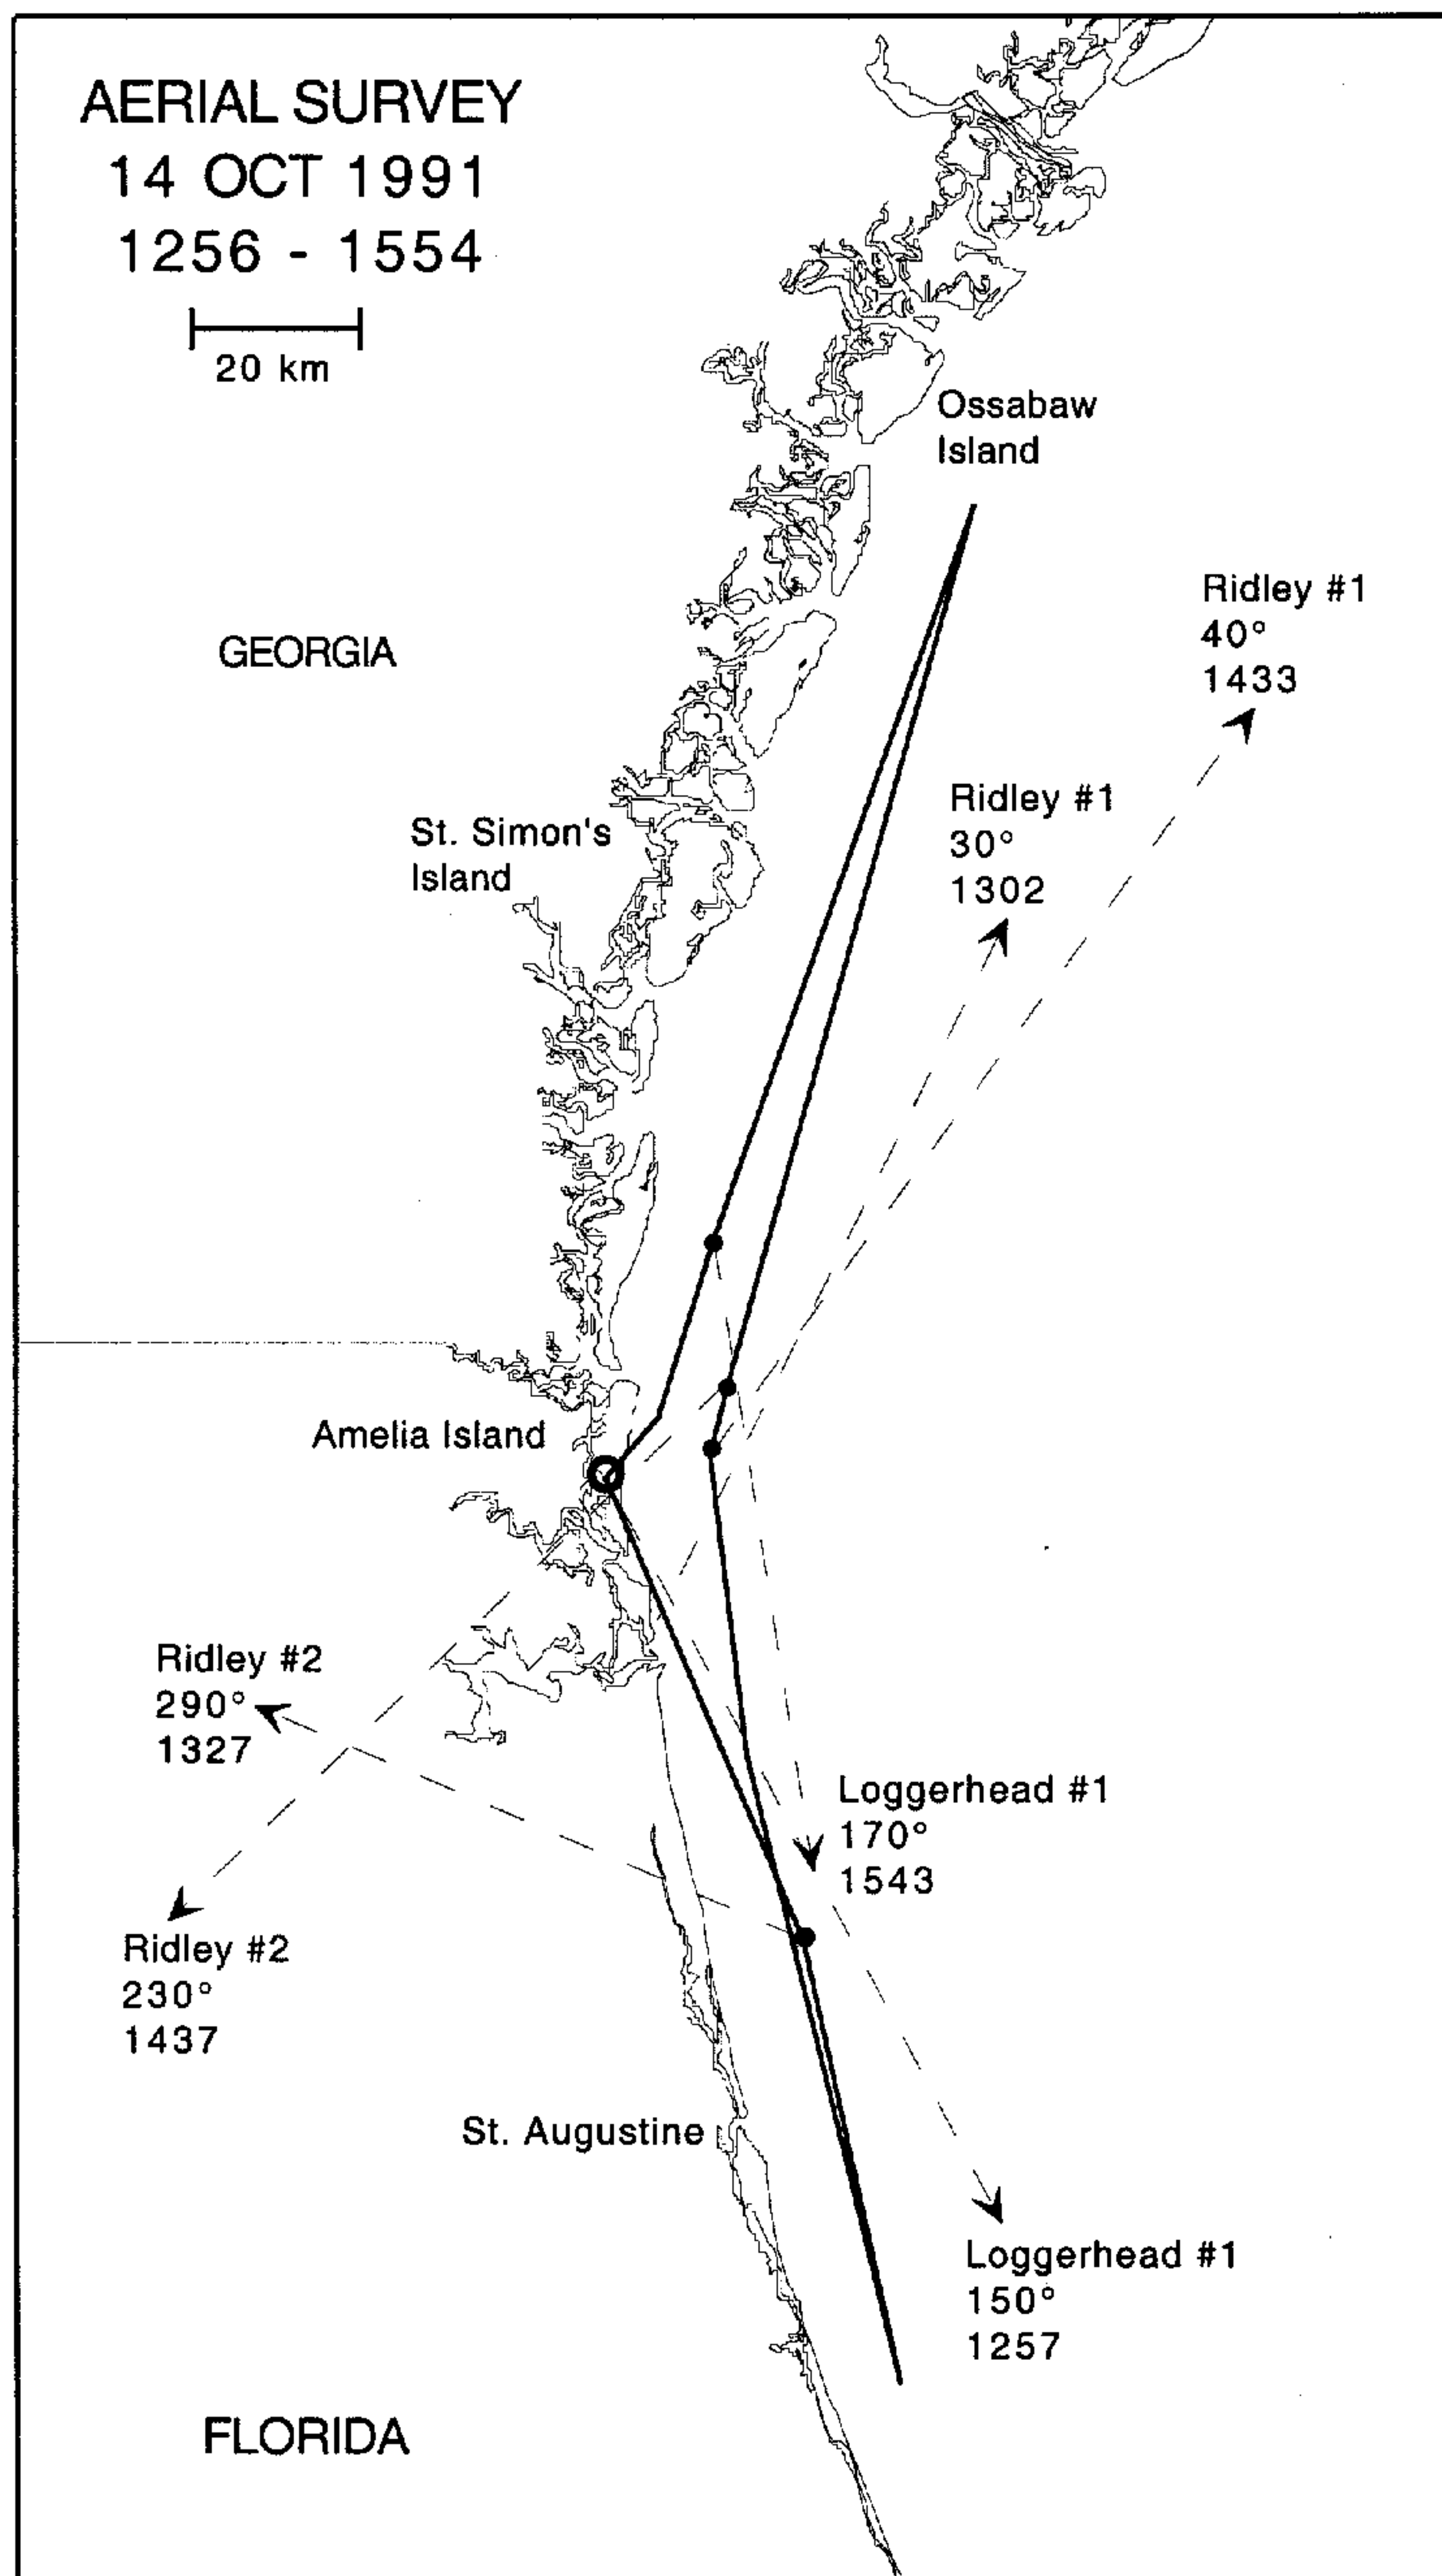 AERIAL SURVEY
14 OCT 1991
1256 - 1554
20 km
Ossabaw
Island
Ridley #1
40°
1433
GEORGIA
Ridley #1
30°
1302
St. Simon's
Island
Amelia Island
Ridley #2
290°
1327
Loggerhead #1
170°
1543
Ridley #2
230°
1437
St. Augustine
Loggerhead #1
150°
1257
FLORIDA